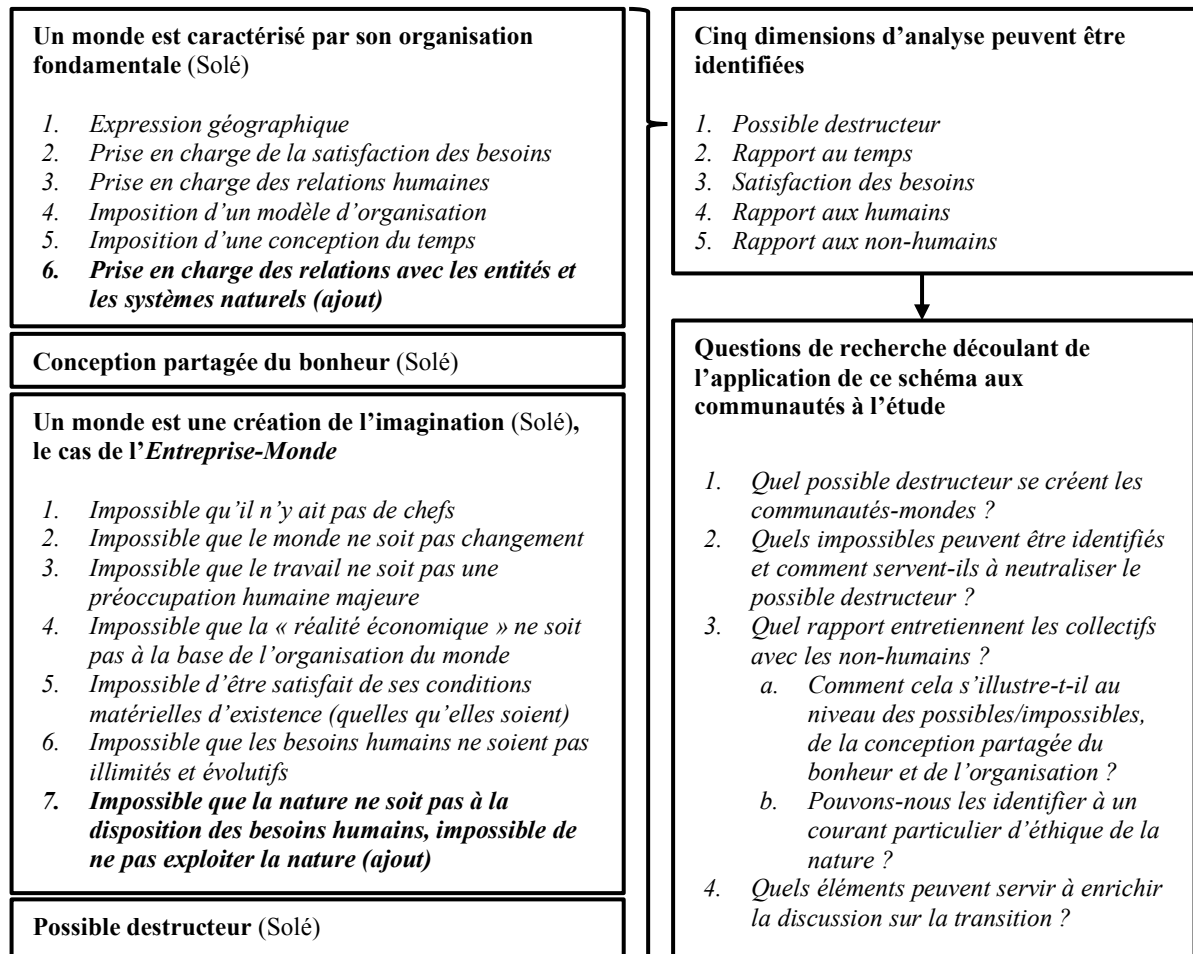 Un monde est caractérisé par son organisation
fondamentale (Solé)
1. Expression géographique
2. Prise en charge de la satisfaction des besoins
3. Prise en charge des relations humaines
4. Imposition d’un modèle d’organisation
5. Imposition d’une conception du temps
6. Prise en charge des relations avec les entités et
les systèmes naturels (ajout)
Conception partagée du bonheur (Solé)
Un monde est une création de l’imagination (Solé),
le cas de l’Entreprise-Monde
1. Impossible qu’il n’y ait pas de chefs
2. Impossible que le monde ne soit pas changement
3. Impossible que le travail ne soit pas une
préoccupation humaine majeure
4. Impossible que la « réalité économique » ne soit
pas à la base de l’organisation du monde
5. Impossible d’être satisfait de ses conditions
matérielles d’existence (quelles qu’elles soient)
6. Impossible que les besoins humains ne soient pas
illimités et évolutifs
7. Impossible que la nature ne soit pas à la
disposition des besoins humains, impossible de
ne pas exploiter la nature (ajout)
Possible destructeur (Solé)
Cinq dimensions d’analyse peuvent être
identifiées
1. Possible destructeur
2. Rapport au temps
3. Satisfaction des besoins
4. Rapport aux humains
5. Rapport aux non-humains
Questions de recherche découlant de
l’application de ce schéma aux
communautés à l’étude
1. Quel possible destructeur se créent les
communautés-mondes ?
2. Quels impossibles peuvent être identifiés
et comment servent-ils à neutraliser le
possible destructeur ?
3. Quel rapport entretiennent les collectifs
avec les non-humains ?
a. Comment cela s’illustre-t-il au
niveau des possibles/impossibles,
de la conception partagée du
bonheur et de l’organisation ?
b. Pouvons-nous les identifier à un
courant particulier d’éthique de la
nature ?
4. Quels éléments peuvent servir à enrichir
la discussion sur la transition ?